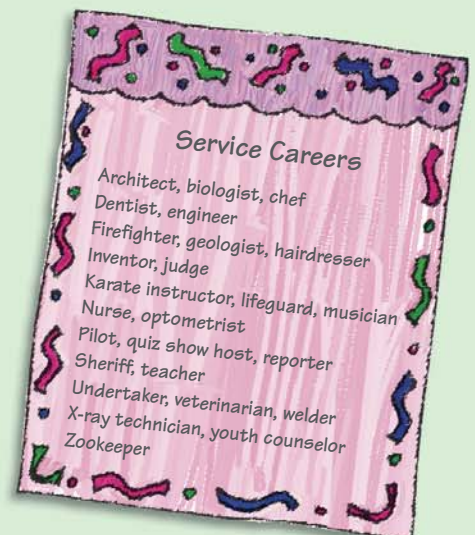 Service Careers
Architect, biologist, chef
Dentist, engineer
Firefighter, geologist, hairdresser
Inventor, judge
Karate instructor, lifeguard, musician
Nurse, optometrist
Pilot, quiz show host, reporter
Sheriff, teacher
Undertaker, veterinarian, welder
X-ray technician, youth counselor
Zookeeper